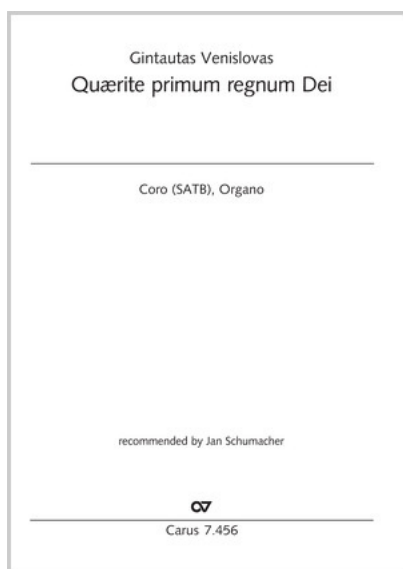 Gintautas Venislovas
Quærite primum regnum Dei
Coro (SATB), Organo
recommended by Jan Schumacher
Carus 7.456